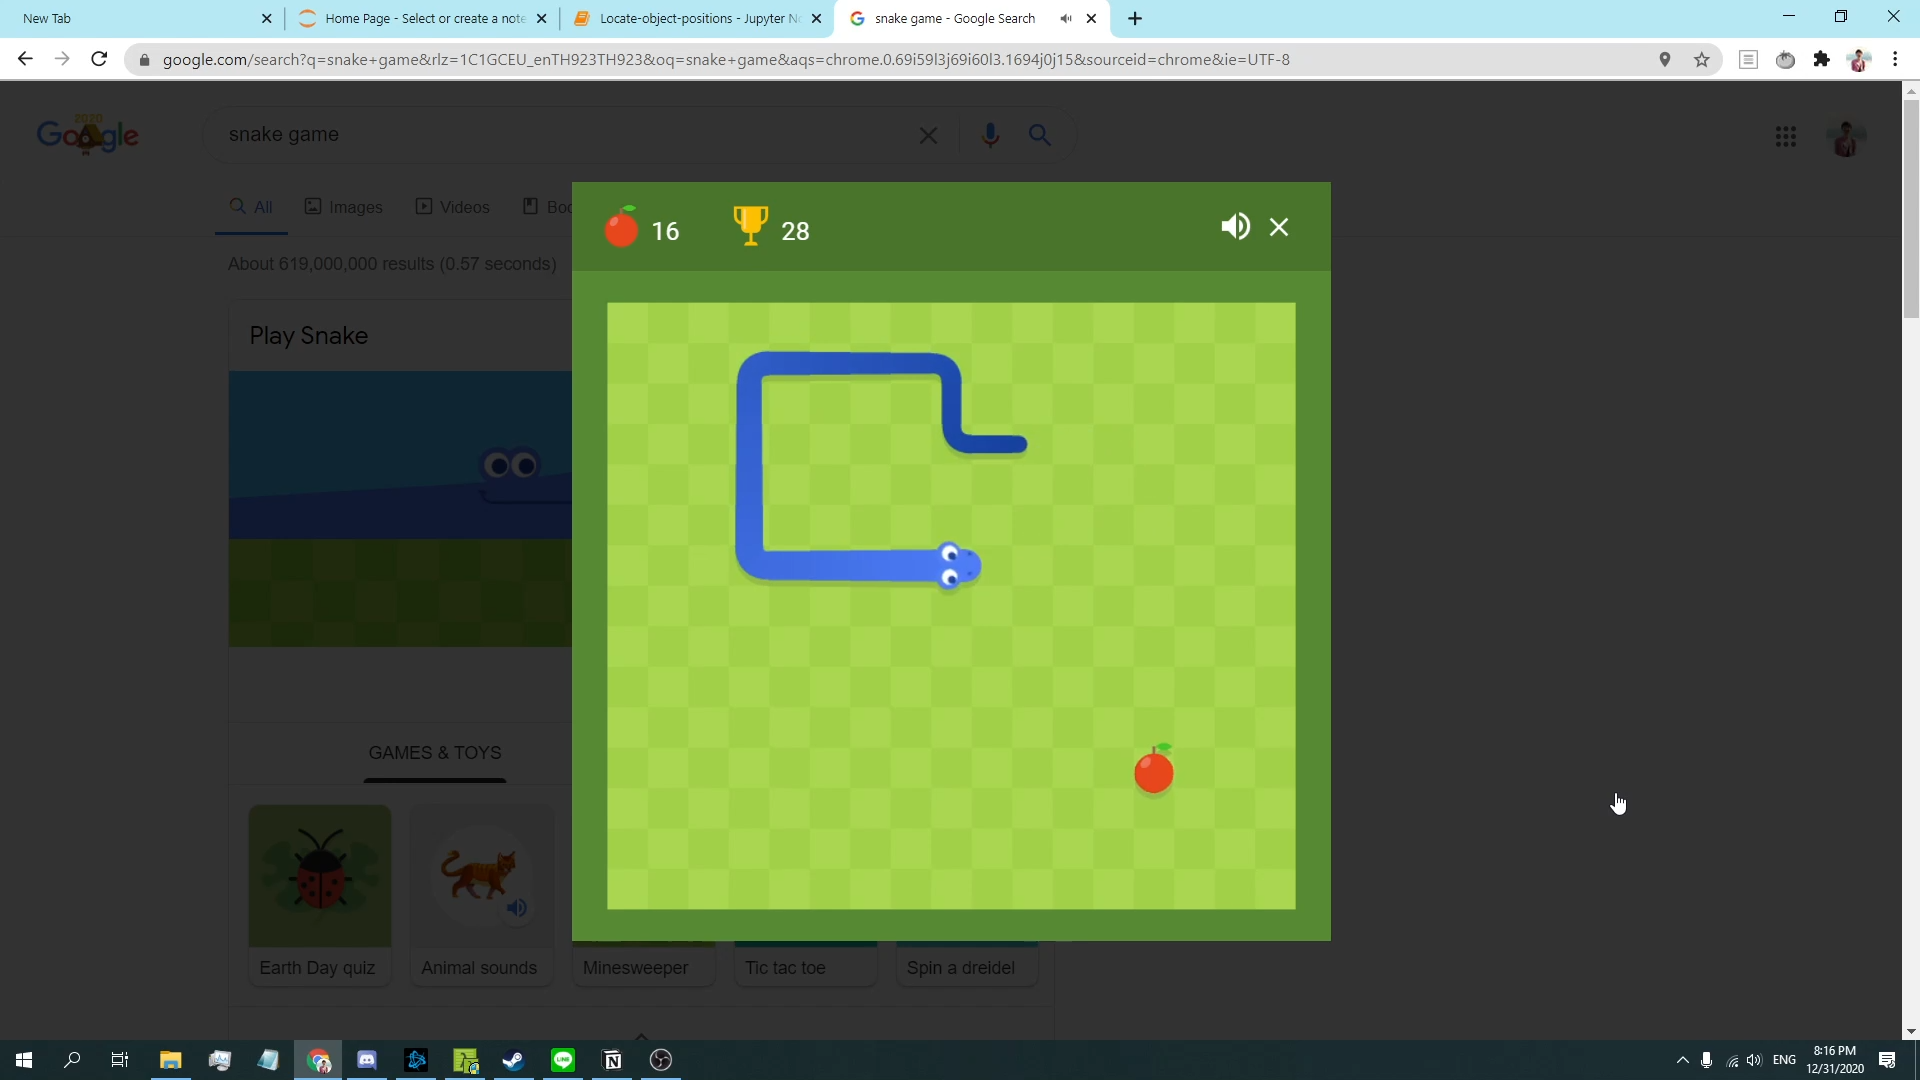 New Tab
Home Page - Select or create a note
Locate-object-positions - Jupyter No
snake game - Google Search
google.com/search?q=snake+game&rlz=1C1GCEU_enTH923TH923&oq=snake+game&aqs=chrome.0.69i59l3j69i60l3.1694j0j15&sourceid=chrome&ie=UTF-8
2020
Google
snake game
All
Images
Videos
Boo
About 619,000,000 results (0.57 seconds)
16
28
Play Snake
GAMES & TOYS
Earth Day quiz
Animal sounds
Minesweeper
Tic tac toe
Spin a dreidel
LINE
ENG
8:16 PM
12/31/2020